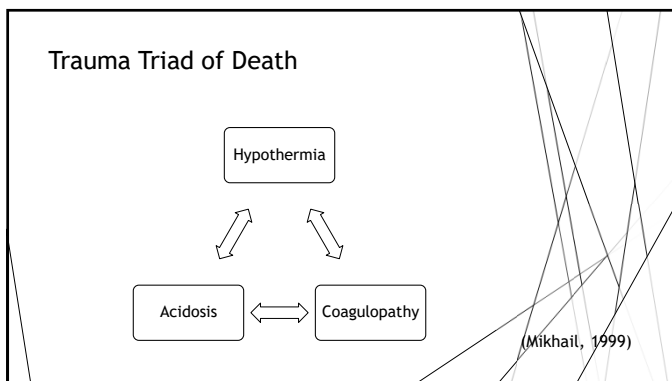 Trauma Triad of Death
Hypothermia
Acidosis
Coagulopathy
(Mikhail, 1999)